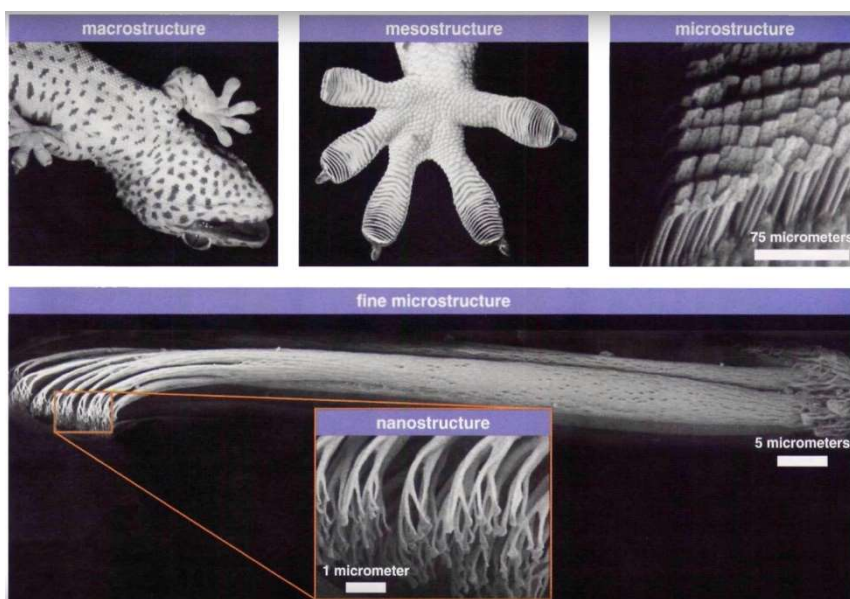 macrostructure
mesostructure
microstructure
75 micrometers
fine microstructure
nanostructure
5 micrometers
1 micrometer